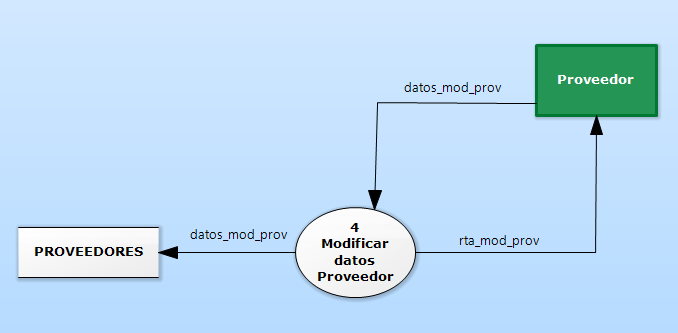 Proveedor
datos_mod_prov
4
Modificar
datos
Proveedor
datos_mod_prov
rta_mod_prov
PROVEEDORES